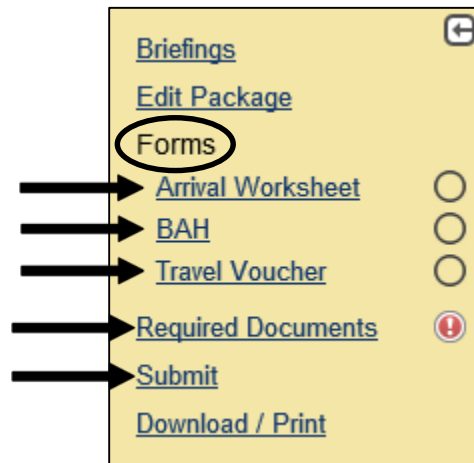 Briefings
Edit Package
Forms
Arrival Worksheet
BAH
Travel Voucher
Required Documents
Submit
Download / Print